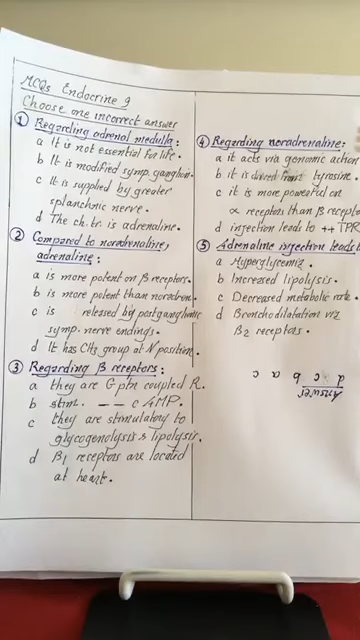 MCQs Endocrine 9
Choose one incorrect answer
① Regarding adrenal medulla:
a It is not essential for life.
b It is modified symp. ganglion.
c It is supplied by greater
splanchnic nerve.
d The ch. tr. is adrenaline.
② Compared to noradrenaline,
adrenaline:
a is more potent on β receptors.
b is more potent than noradren.
c is released by postganglionic
symp. nerve endings.
d It has CH3 group at N position.
③ Regarding β receptors:
a they are G ptn coupled R.
b stim. — — c AMP.
c they are stimulatory to
glycogenolysis & lipolysis.
d β1 receptors are located
at heart.
④ Regarding noradrenaline:
a it acts via genomic action
b it is derived from tyrosine.
c it is more powerful on
α receptors than β recepto
d injection leads to ++ TPR
⑤ Adrenaline injection leads t
a Hyperglycemia.
b Increased lipolysis.
c Decreased metabolic rate.
d Bronchodilatation via
β2 receptors.
Answers
d c b a c